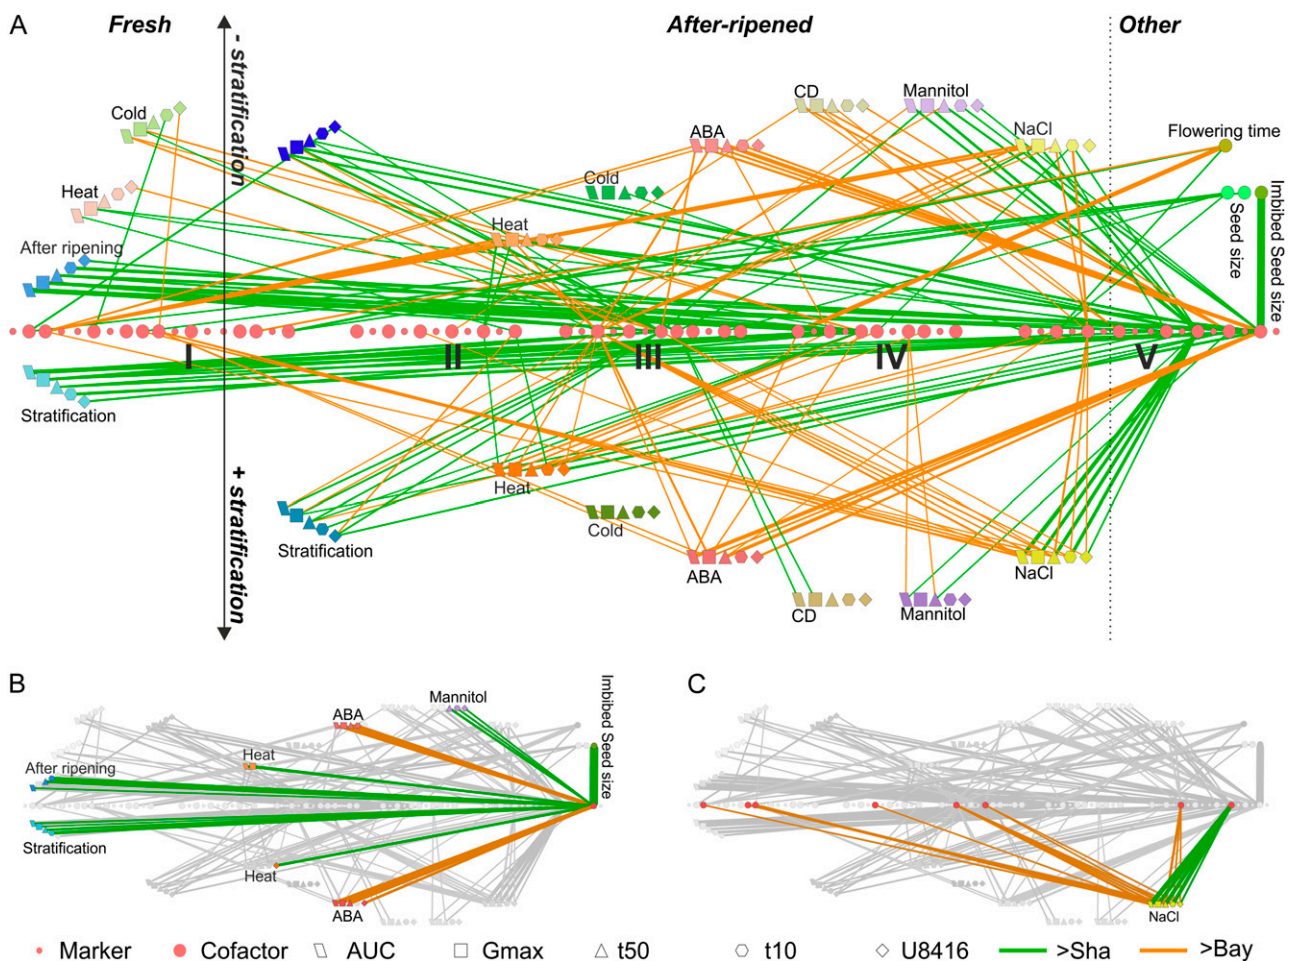 A
Fresh
After-ripened
Other
- stratification
+ stratification
Cold
CD
Mannitol
ABA
NaCl
Flowering time
Heat
Cold
Seed size
Imbibed Seed size
Heat
After ripening
I
II
III
IV
V
Stratification
Heat
Cold
Stratification
ABA
NaCl
CD
Mannitol
B
Mannitol
ABA
Imbibed Seed size
Heat
After ripening
Stratification
Heat
ABA
C
NaCl
Marker
Cofactor
AUC
Gmax
t50
t10
U8416
>Sha
>Bay